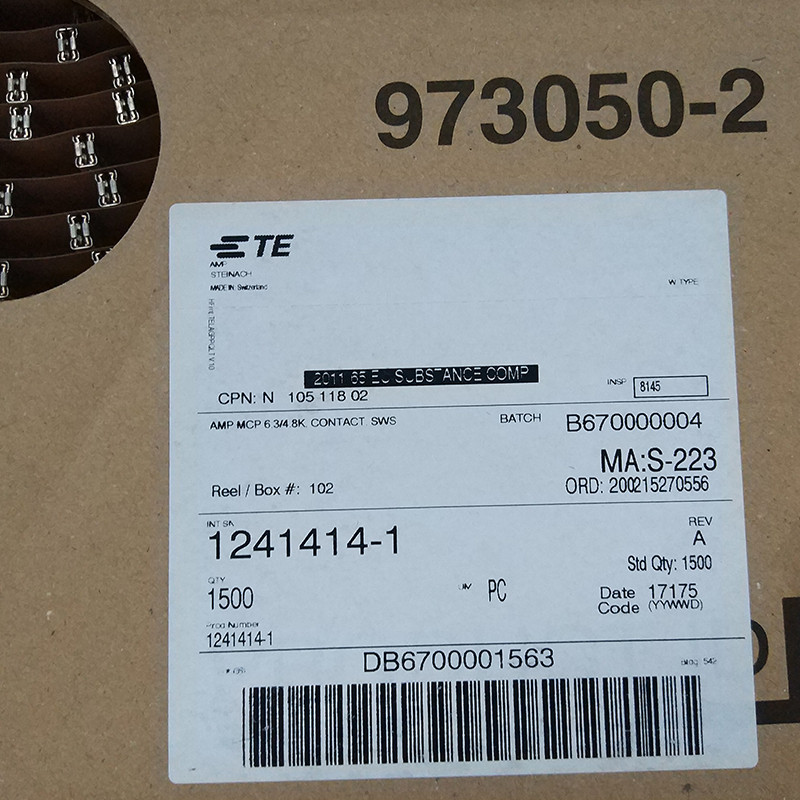 973050-2
TE
AMP
STEINACH
MADE IN: Switzerland
W TYPE
2011 65 EU SUBSTANCE COMP
INSP 8145
CPN: N 105 118 02
AMP MCP 6.3/4.8K CONTACT SWS
BATCH B670000004
MA:S-223
Reel / Box #: 102
ORD: 200215270556
INT SN
REV
1241414-1
A
Std Qty: 1500
QTY
1500
PC
Date 17175
Code (YYWWD)
Prod Number
1241414-1
DB6700001563